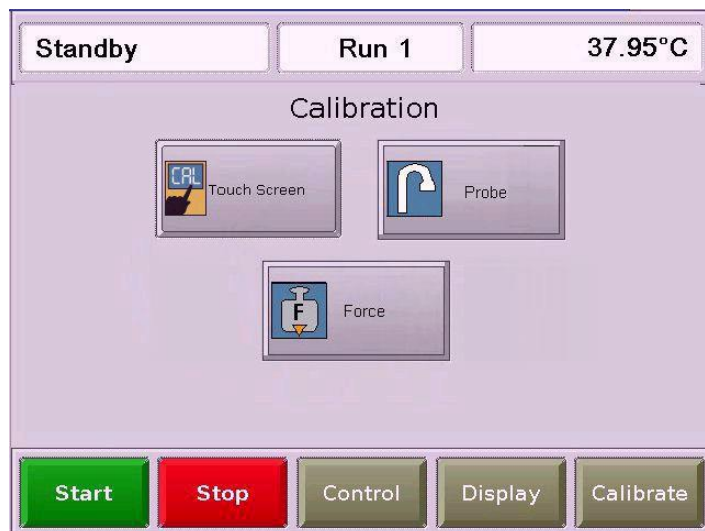 Standby Run 1 37.95°C
Calibration
CAL Touch Screen
Probe
F Force
Start Stop Control Display Calibrate